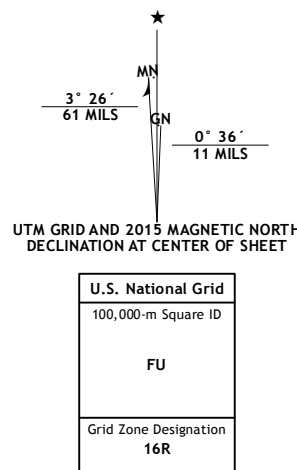 ★
MN
3° 26´
61 MILS
GN
0° 36´
11 MILS
UTM GRID AND 2015 MAGNETIC NORTH
DECLINATION AT CENTER OF SHEET
U.S. National Grid
100,000-m Square ID
FU
Grid Zone Designation
16R